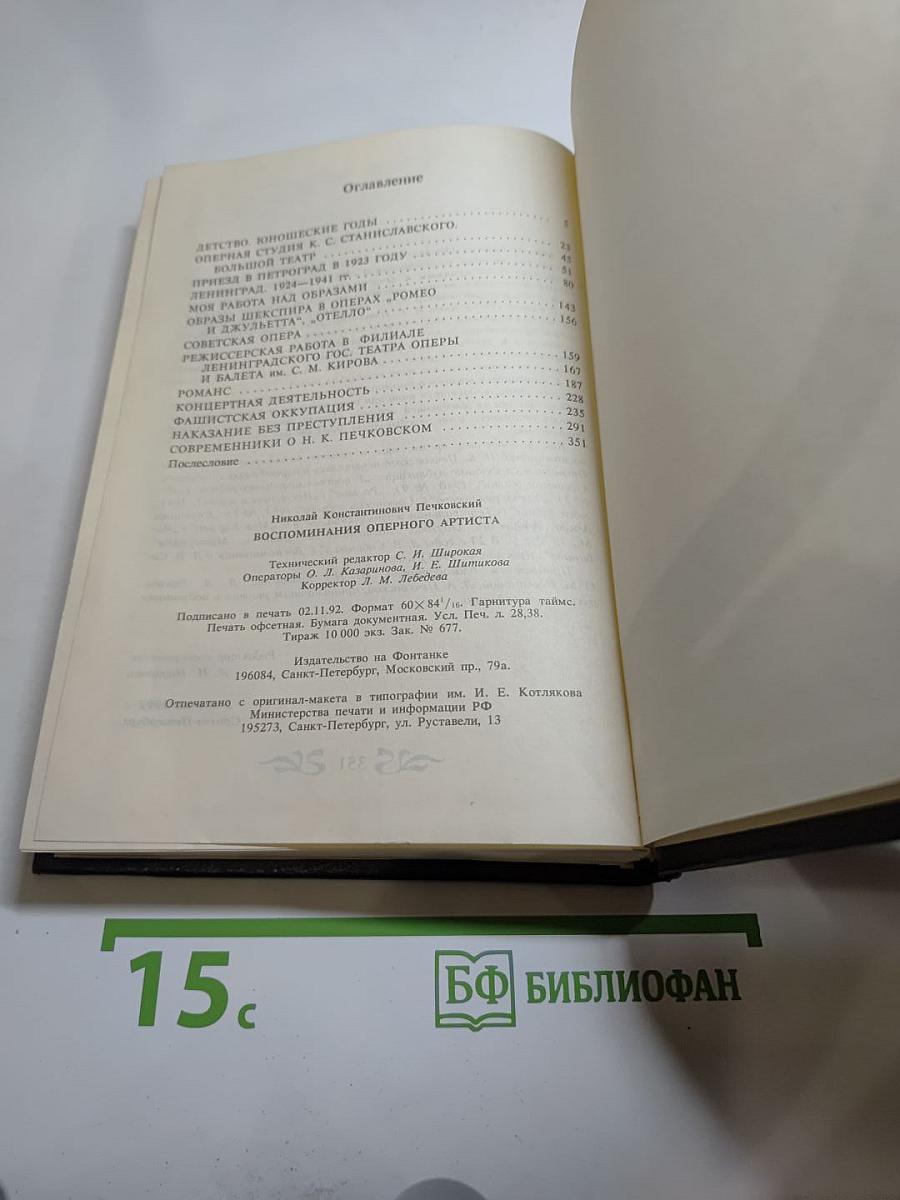 Оглавление
ДЕТСТВО. ЮНОШЕСКИЕ ГОДЫ 5
ОПЕРНАЯ СТУДИЯ К. С. СТАНИСЛАВСКОГО.
БОЛЬШОЙ ТЕАТР 23
ПРИЕЗД В ПЕТРОГРАД В 1923 ГОДУ 45
ЛЕНИНГРАД. 1924—1941 гг. 51
МОЯ РАБОТА НАД ОБРАЗАМИ 80
ОБРАЗЫ ШЕКСПИРА В ОПЕРАХ „РОМЕО
И ДЖУЛЬЕТТА“, „ОТЕЛЛО“ 143
СОВЕТСКАЯ ОПЕРА 156
РЕЖИССЕРСКАЯ РАБОТА В ФИЛИАЛЕ
ЛЕНИНГРАДСКОГО ГОС. ТЕАТРА ОПЕРЫ
И БАЛЕТА им. С. М. КИРОВА 159
РОМАНС 167
КОНЦЕРТНАЯ ДЕЯТЕЛЬНОСТЬ 187
ФАШИСТСКАЯ ОККУПАЦИЯ 228
НАКАЗАНИЕ БЕЗ ПРЕСТУПЛЕНИЯ 235
СОВРЕМЕННИКИ О Н. К. ПЕЧКОВСКОМ 291
Послесловие 351
Николай Константинович Печковский
ВОСПОМИНАНИЯ ОПЕРНОГО АРТИСТА
Технический редактор С. И. Широкая
Операторы О. Л. Казаринова, И. Е. Шитикова
Корректор Л. М. Лебедева
Подписано в печать 02.11.92. Формат 60×84¹/₁₆. Гарнитура таймс.
Печать офсетная. Бумага документная. Усл. Печ. л. 28,38.
Тираж 10 000 экз. Зак. № 677.
Издательство на Фонтанке
196084, Санкт-Петербург, Московский пр., 79а.
Отпечатано с оригинал-макета в типографии им. И. Е. Котлякова
Министерства печати и информации РФ
195273, Санкт-Петербург, ул. Руставели, 13
15 с
БФ БИБЛИОФАН